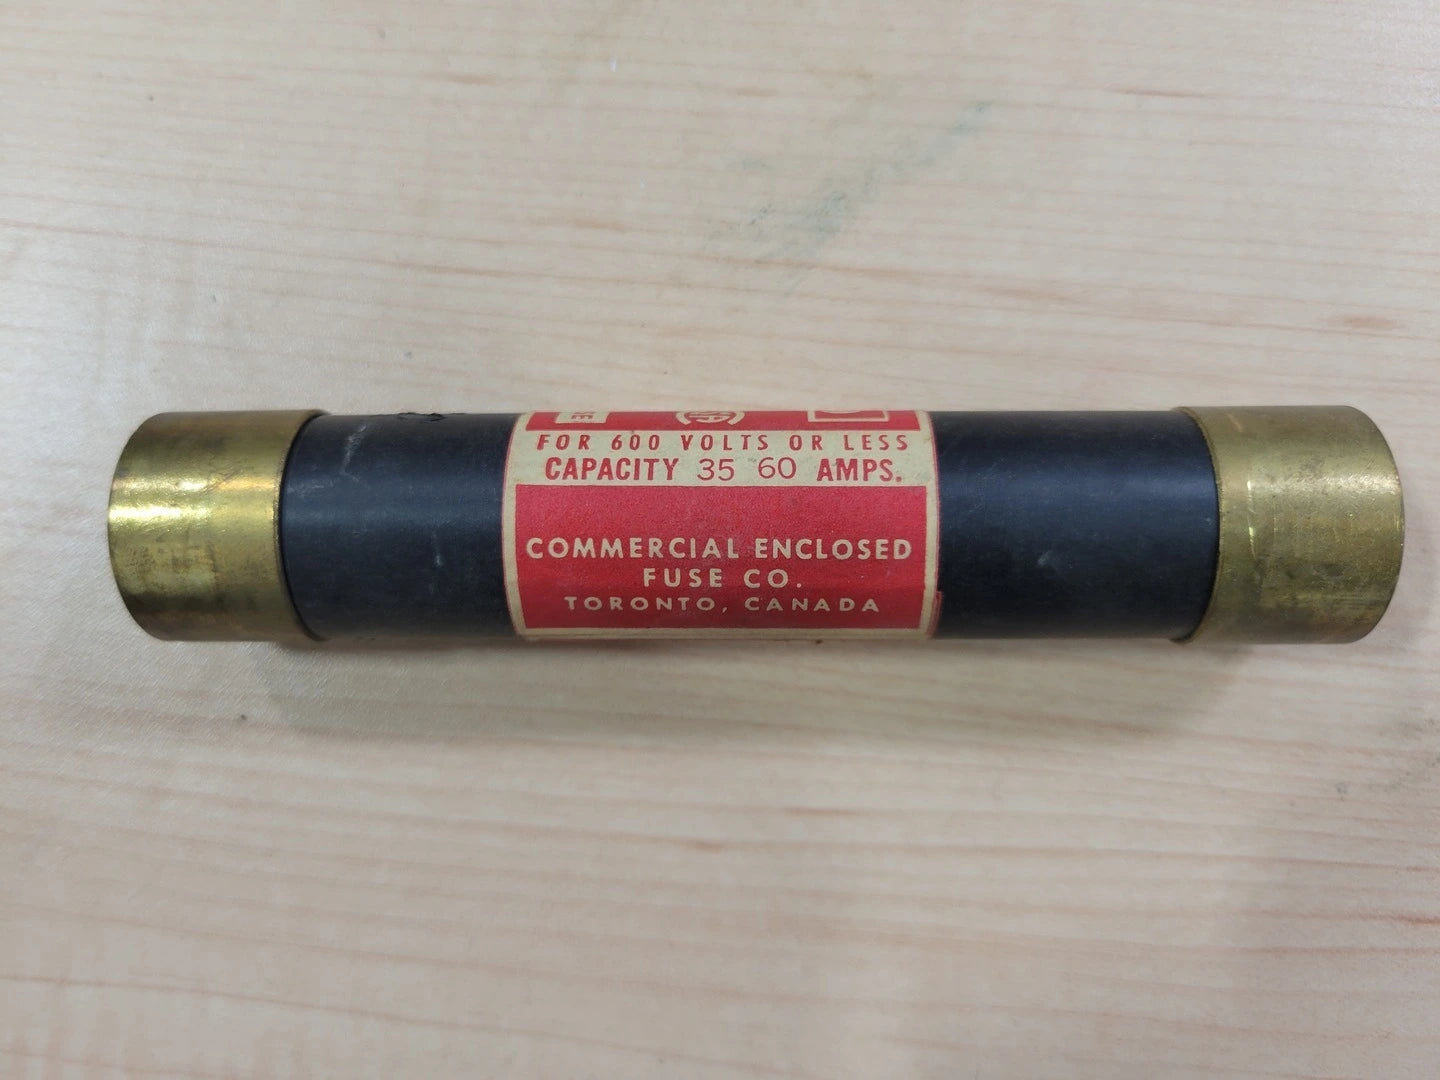 FOR 600 VOLTS OR LESS
CAPACITY 35 60 AMPS.
COMMERCIAL ENCLOSED
FUSE CO.
TORONTO, CANADA